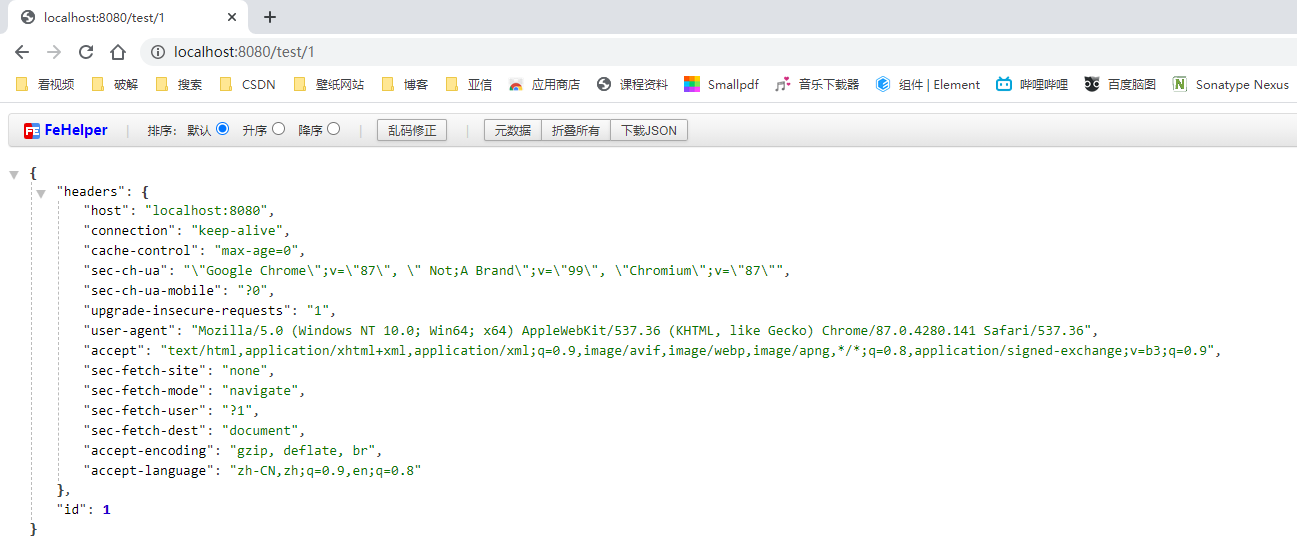 localhost:8080/test/1
localhost:8080/test/1
看视频 破解 搜索 CSDN 壁纸网站 博客 亚信 应用商店 课程资料 Smallpdf 音乐下载器 组件 | Element 哔哩哔哩 百度脑图 Sonatype Nexus
FeHelper 排序: 默认 升序 降序 乱码修正 元数据 折叠所有 下载JSON
{
"headers": {
"host": "localhost:8080",
"connection": "keep-alive",
"cache-control": "max-age=0",
"sec-ch-ua": "\"Google Chrome\";v=\"87\", \" Not;A Brand\";v=\"99\", \"Chromium\";v=\"87\"",
"sec-ch-ua-mobile": "?0",
"upgrade-insecure-requests": "1",
"user-agent": "Mozilla/5.0 (Windows NT 10.0; Win64; x64) AppleWebKit/537.36 (KHTML, like Gecko) Chrome/87.0.4280.141 Safari/537.36",
"accept": "text/html,application/xhtml+xml,application/xml;q=0.9,image/avif,image/webp,image/apng,*/*;q=0.8,application/signed-exchange;v=b3;q=0.9",
"sec-fetch-site": "none",
"sec-fetch-mode": "navigate",
"sec-fetch-user": "?1",
"sec-fetch-dest": "document",
"accept-encoding": "gzip, deflate, br",
"accept-language": "zh-CN,zh;q=0.9,en;q=0.8"
},
"id": 1
}